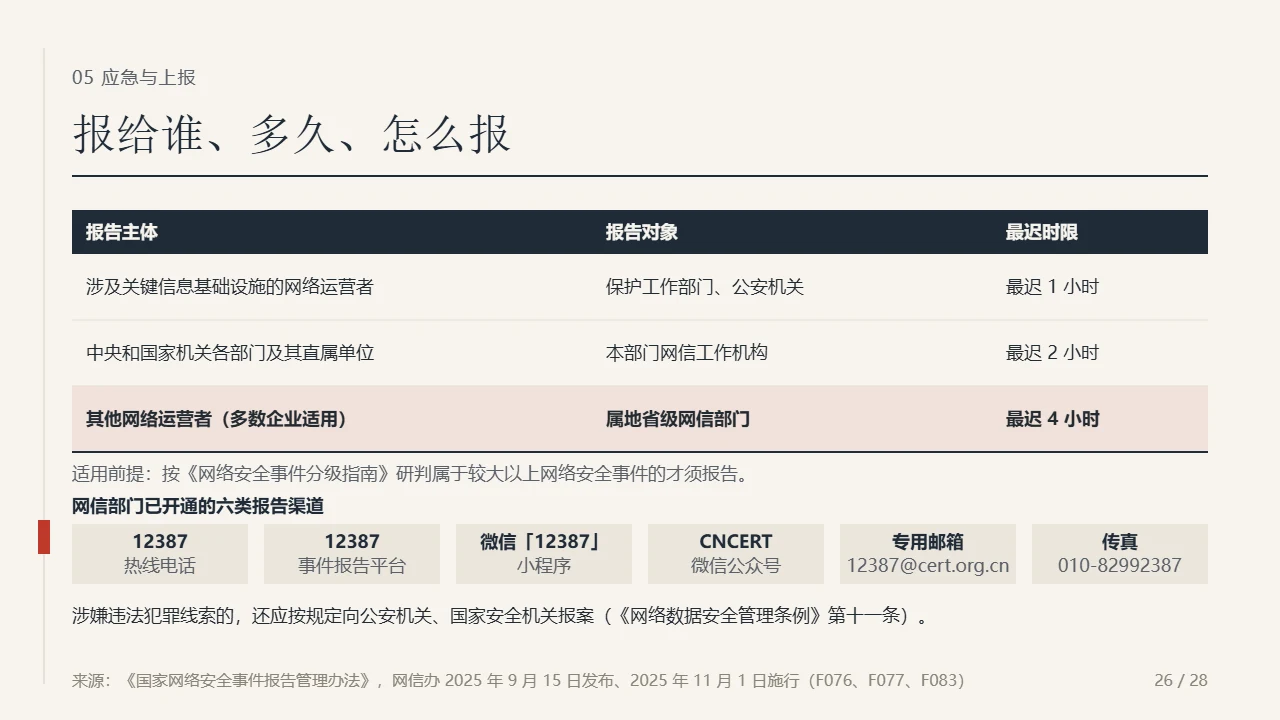 05 应急与上报
报给谁、多久、怎么报
报告主体 报告对象 最迟时限
涉及关键信息基础设施的网络运营者 保护工作部门、公安机关 最迟 1 小时
中央和国家机关各部门及其直属单位 本部门网信工作机构 最迟 2 小时
其他网络运营者（多数企业适用） 属地省级网信部门 最迟 4 小时
适用前提：按《网络安全事件分级指南》研判属于较大以上网络安全事件的才须报告。
网信部门已开通的六类报告渠道
12387 12387 微信「12387」 CNCERT 专用邮箱 传真
热线电话 事件报告平台 小程序 微信公众号 12387@cert.org.cn 010-82992387
涉嫌违法犯罪线索的，还应按规定向公安机关、国家安全机关报案（《网络数据安全管理条例》第十一条）。
来源：《国家网络安全事件报告管理办法》，网信办 2025 年 9 月 15 日发布、2025 年 11 月 1 日施行（F076、F077、F083） 26 / 28